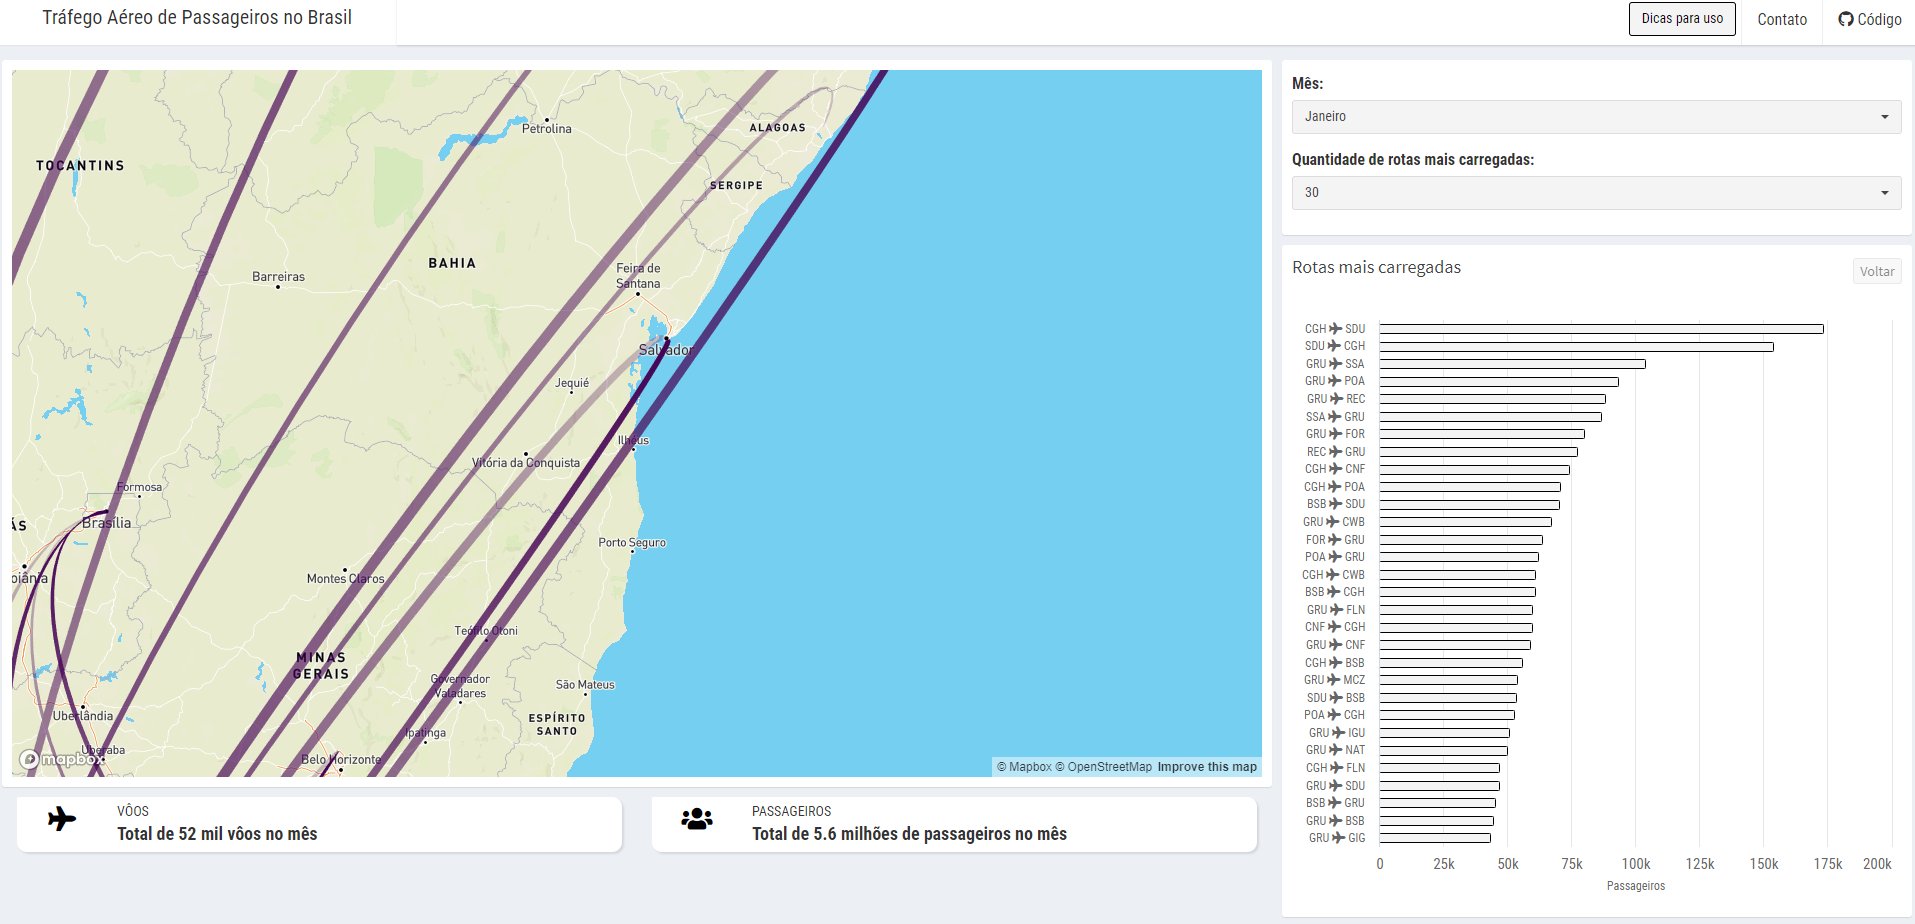 Tráfego Aéreo de Passageiros no Brasil
Dicas para uso
Contato
Código
Petrolina
ALAGOAS
TOCANTINS
SERGIPE
BAHIA
Barreiras
Feira de
Santana
Salvador
Jequié
Ilhéus
Vitória da Conquista
Formosa
ÁS
Brasília
Porto Seguro
oiânia
Montes Claros
Teófilo Otoni
MINAS
GERAIS
Governador
Valadares
São Mateus
Uberlândia
ESPÍRITO
SANTO
Ipatinga
Uberaba
Belo Horizonte
mapbox
© Mapbox © OpenStreetMap Improve this map
VÔOS
Total de 52 mil vôos no mês
PASSAGEIROS
Total de 5.6 milhões de passageiros no mês
Mês:
Janeiro
Quantidade de rotas mais carregadas:
30
Rotas mais carregadas
Voltar
CGH SDU
SDU CGH
GRU SSA
GRU POA
GRU REC
SSA GRU
GRU FOR
REC GRU
CGH CNF
CGH POA
BSB SDU
GRU CWB
FOR GRU
POA GRU
CGH CWB
BSB CGH
GRU FLN
CNF CGH
GRU CNF
CGH BSB
GRU MCZ
SDU BSB
POA CGH
GRU IGU
GRU NAT
CGH FLN
GRU SDU
BSB GRU
GRU BSB
GRU GIG
0 25k 50k 75k 100k 125k 150k 175k 200k
Passageiros